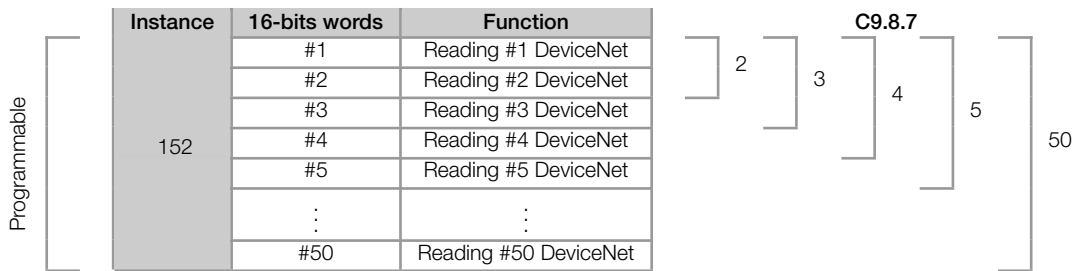 Instance 16-bits words Function C9.8.7
#1 Reading #1 DeviceNet
#2 Reading #2 DeviceNet 2
#3 Reading #3 DeviceNet 3
Programmable 152 #4 Reading #4 DeviceNet 4
#5 Reading #5 DeviceNet 5
50
⋮ ⋮
#50 Reading #50 DeviceNet